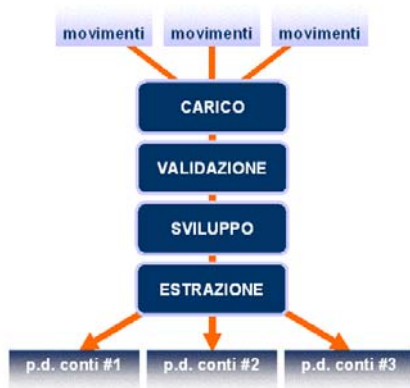 movimenti movimenti movimenti
CARICO
VALIDAZIONE
SVILUPPO
ESTRAZIONE
p.d. conti #1 p.d. conti #2 p.d. conti #3